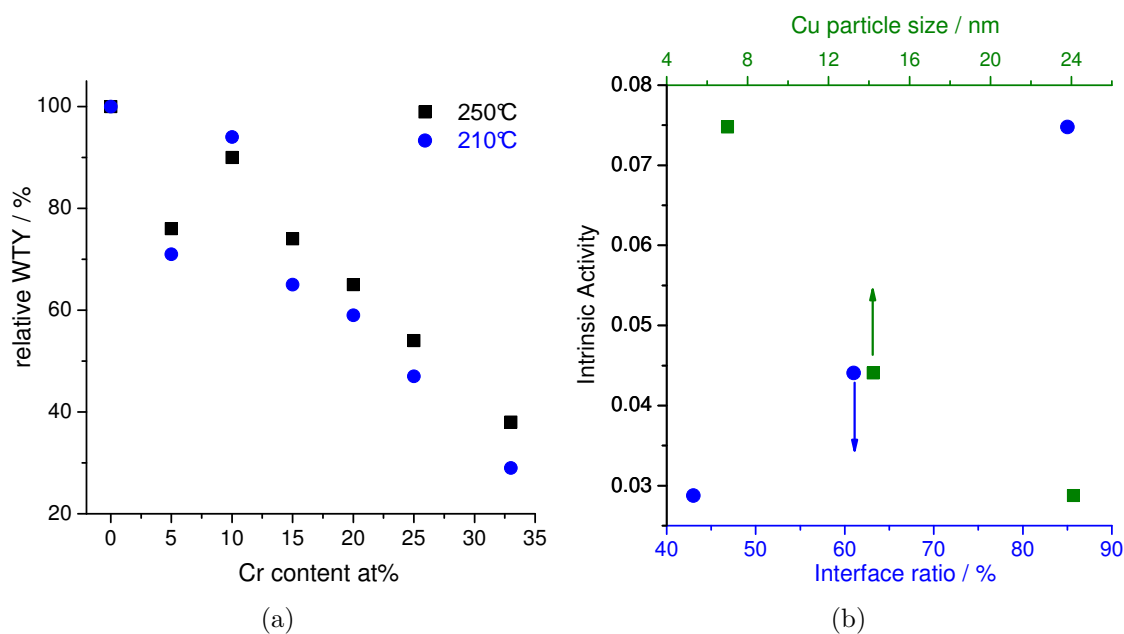 relative WTY / %
100
80
60
40
20
0 5 10 15 20 25 30 35
Cr content at%
250°C
210°C
(a)
Cu particle size / nm
4 8 12 16 20 24
Intrinsic Activity
0.08
0.07
0.06
0.05
0.04
0.03
40 50 60 70 80 90
Interface ratio / %
(b)